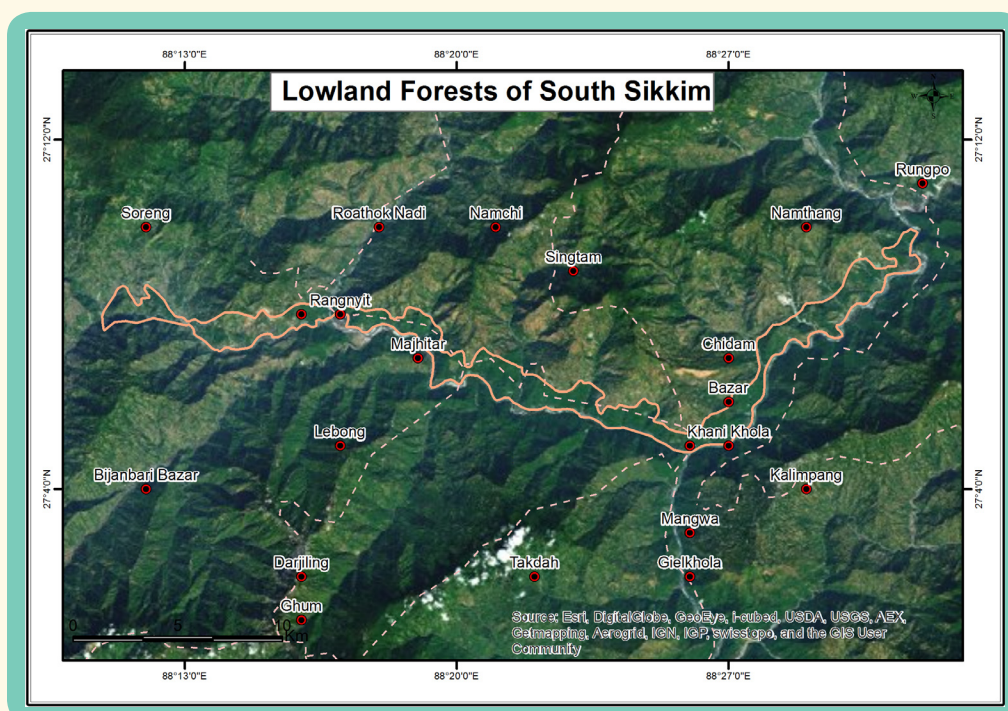 88°13'0"E 88°20'0"E 88°27'0"E
Lowland Forests of South Sikkim
N
W E
S
27°12'0"N 27°12'0"N
Rungpo
Soreng Roathok Nadi Namchi Namthang
Singtam
Rangnyit
Majhitar Chidam
Bazar
Lebong Khani Khola
Bijanbari Bazar Kalimpang
27°4'0"N 27°4'0"N
Mangwa
Darjiling Takdah Gielkhola
Ghum
0 5 10
Km
Source: Esri, DigitalGlobe, GeoEye, i-cubed, USDA, USGS, AEX,
Getmapping, Aerogrid, IGN, IGP, swisstopo, and the GIS User
Community
88°13'0"E 88°20'0"E 88°27'0"E